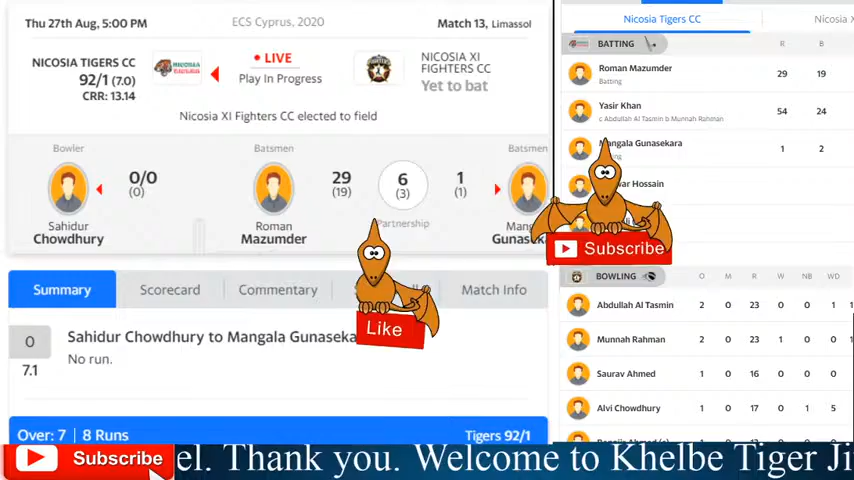 Thu 27th Aug, 5:00 PM
ECS Cyprus, 2020
Match 13, Limassol
NICOSIA TIGERS CC
92/1 (7.0)
CRR: 13.14
LIVE
Play In Progress
NICOSIA XI
FIGHTERS CC
Yet to bat
Nicosia Xi Fighters CC elected to field
Bowler
0/0
(0)
Sahidur
Chowdhury
Batsmen
29
(19)
Roman
Mazumder
6
(3)
Partnership
Batsmen
1
(1)
Summary
Scorecard
Commentary
Match Info
0
7.1
Sahidur Chowdhury to Mangala Gunaseka
No run.
Over: 7 | 8 Runs
Tigers 92/1
Like
Nicosia Tigers CC
Nicosia X
BATTING R B
Roman Mazumder 29 19
Batting
Yasir Khan 54 24
c Abdullah Al Tasmin b Munnah Rahman
Mangala Gunasekara 1 2
Hossain
Subscribe
BOWLING O M R W NB WD
Abdullah Al Tasmin 2 0 23 0 0 1
Munnah Rahman 2 0 23 1 0 0
Saurav Ahmed 1 0 16 0 0 0
Alvi Chowdhury 1 0 17 0 1 5
Subscribe
el. Thank you. Welcome to Khelbe Tiger Ji